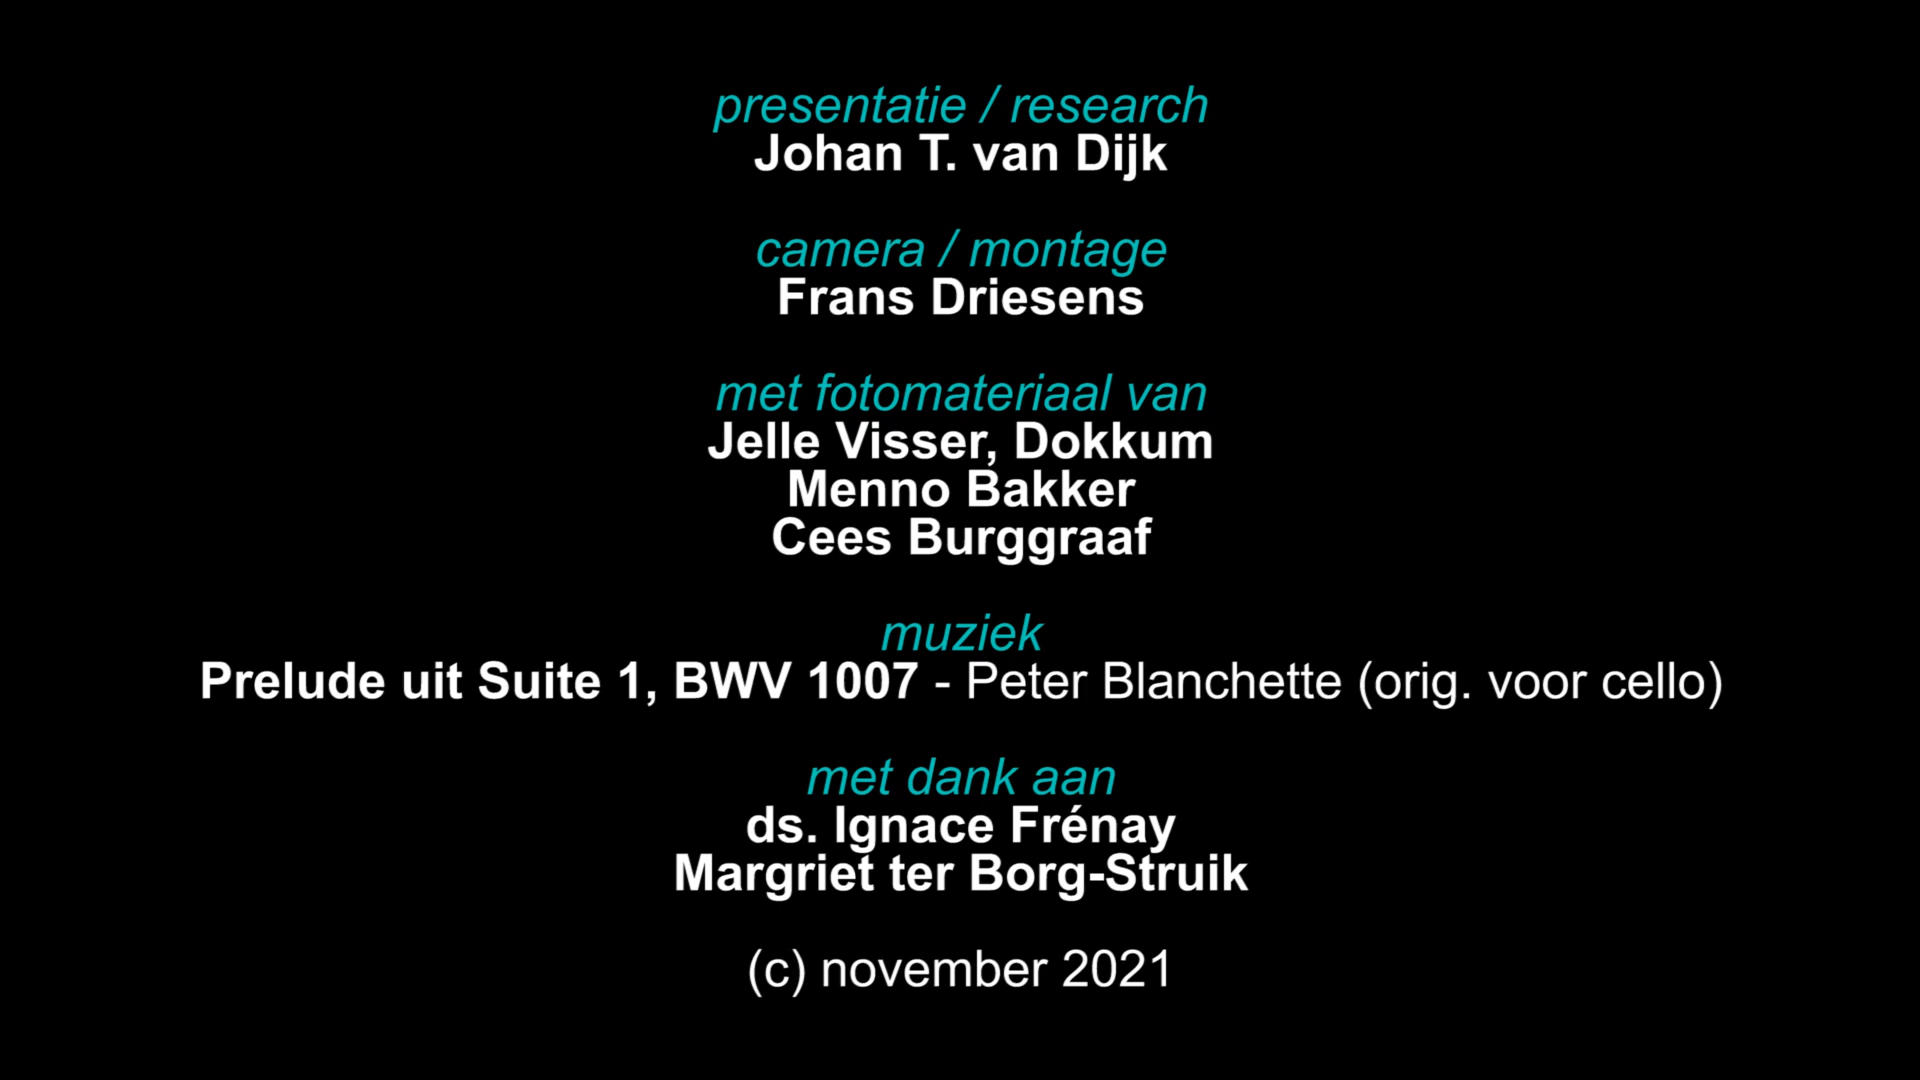 presentatie / research
Johan T. van Dijk
camera / montage
Frans Driesens
met fotomateriaal van
Jelle Visser, Dokkum
Menno Bakker
Cees Burggraaf
muziek
Prelude uit Suite 1, BWV 1007 - Peter Blanchette (orig. voor cello)
met dank aan
ds. Ignace Frénay
Margriet ter Borg-Struik
(c) november 2021